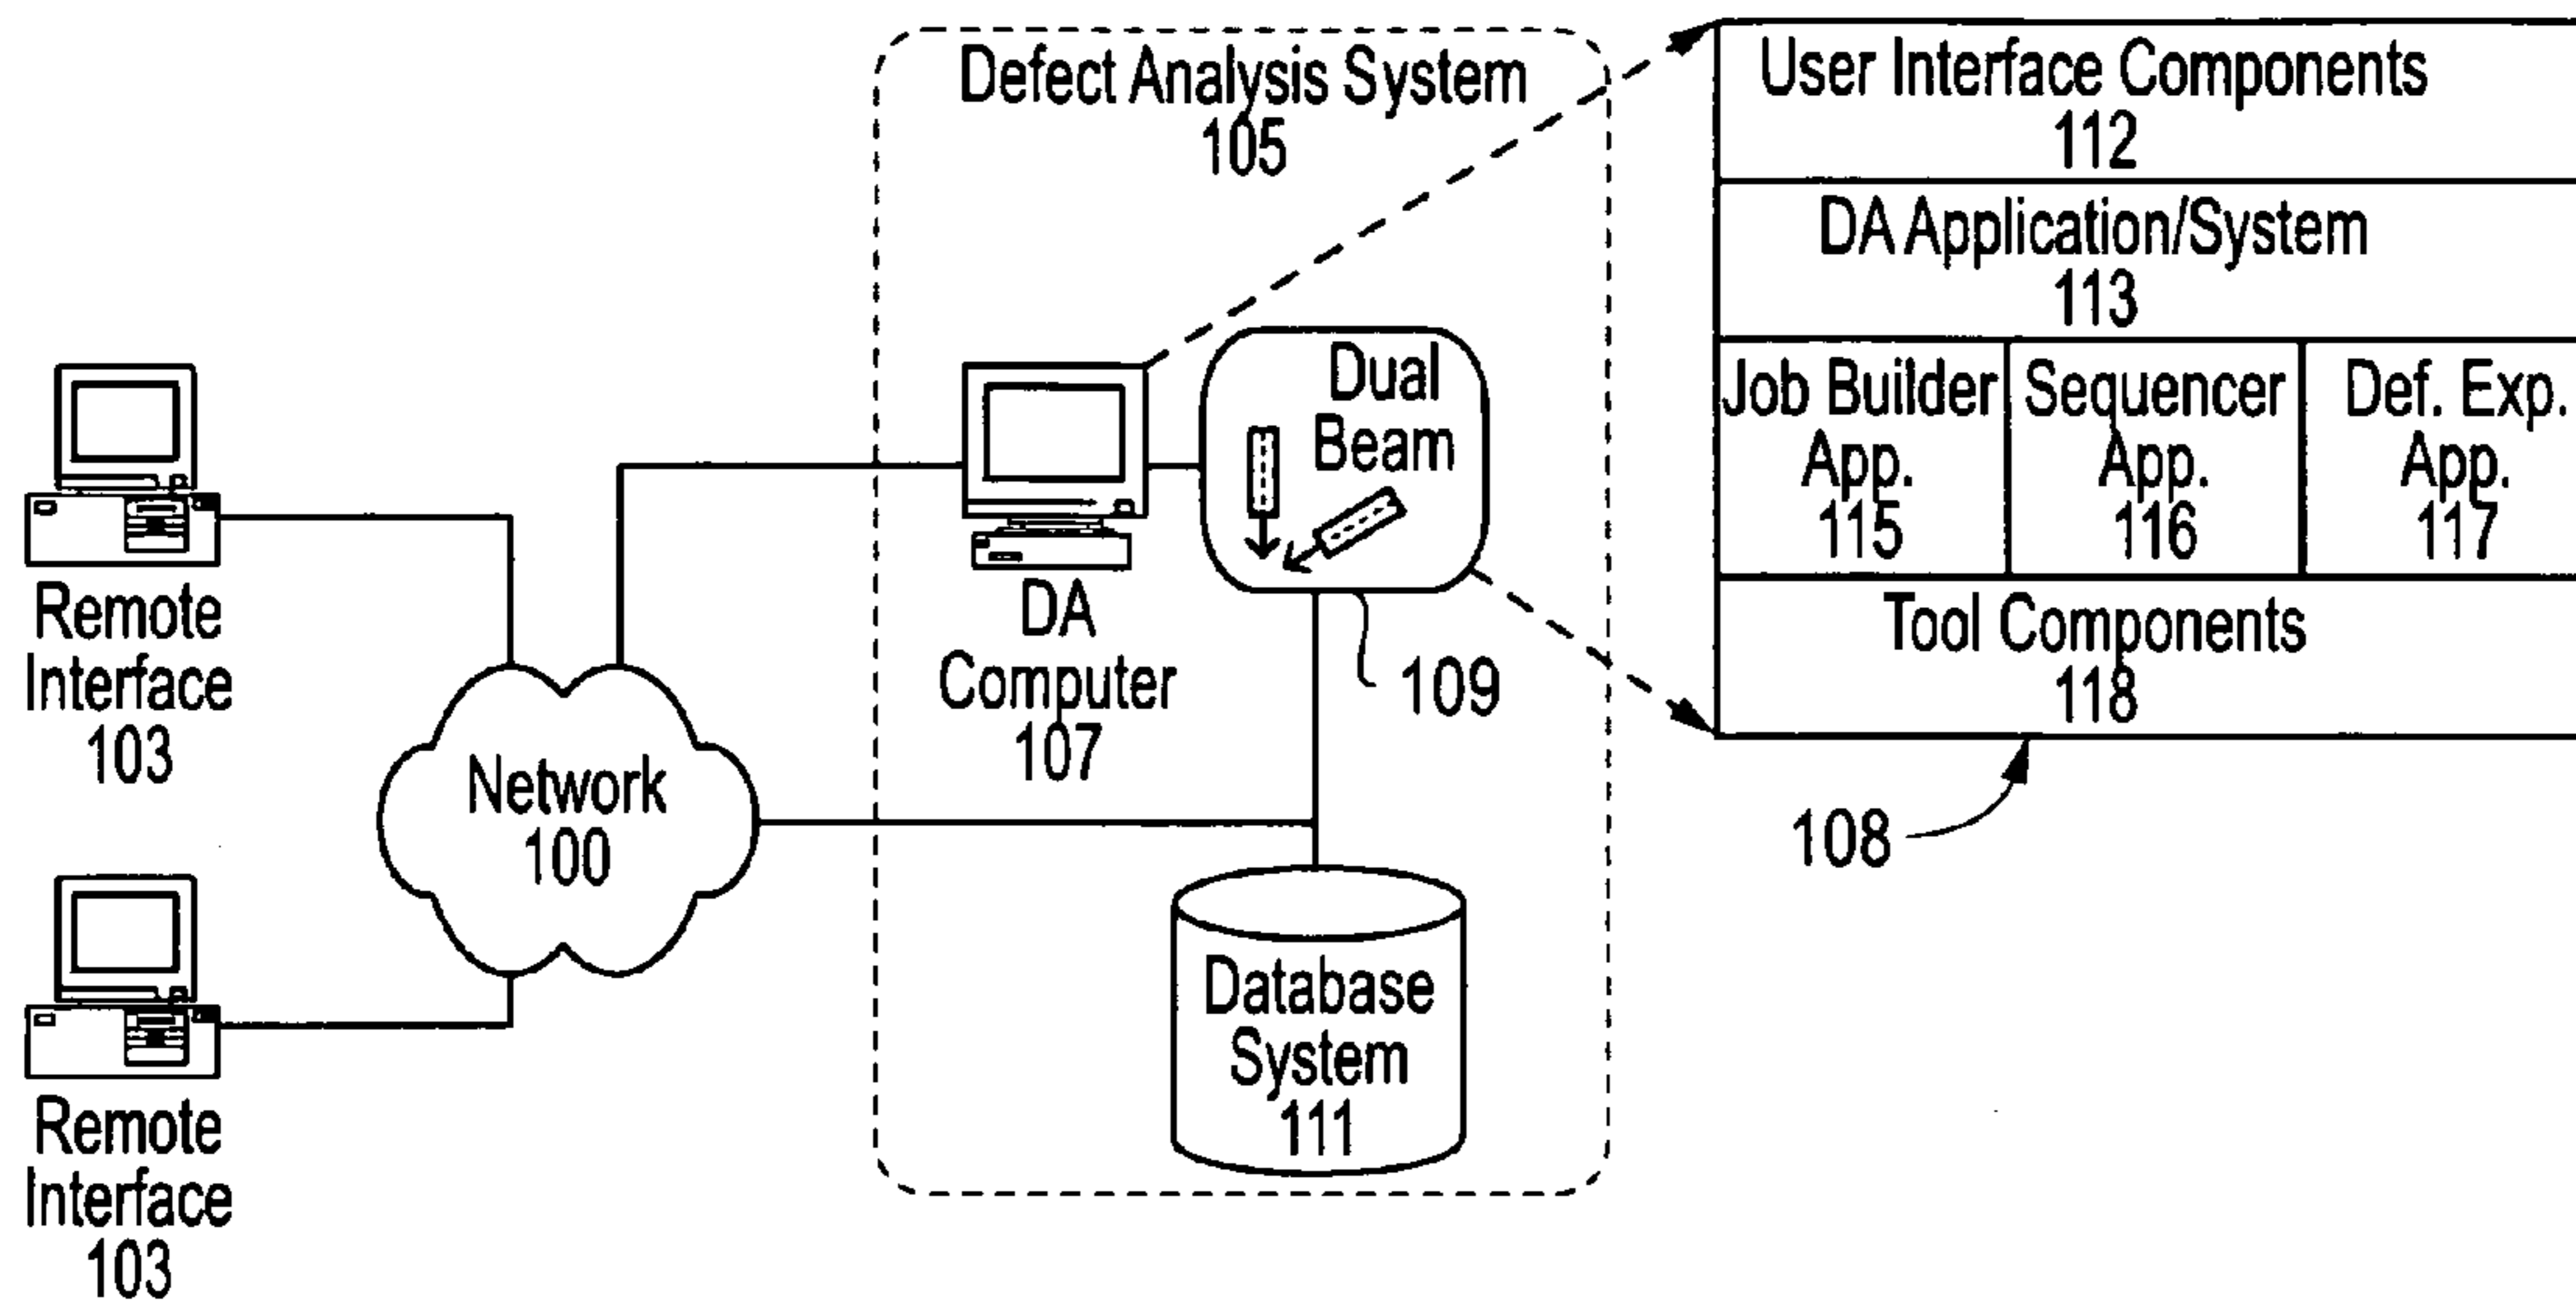 Defect Analysis System
105
User Interface Components
112
DA Application/System
113
Job Builder
App.
115
Sequencer
App.
116
Def. Exp.
App.
117
Tool Components
118
108
Dual
Beam
109
DA
Computer
107
Remote
Interface
103
Network
100
Database
System
111
Remote
Interface
103